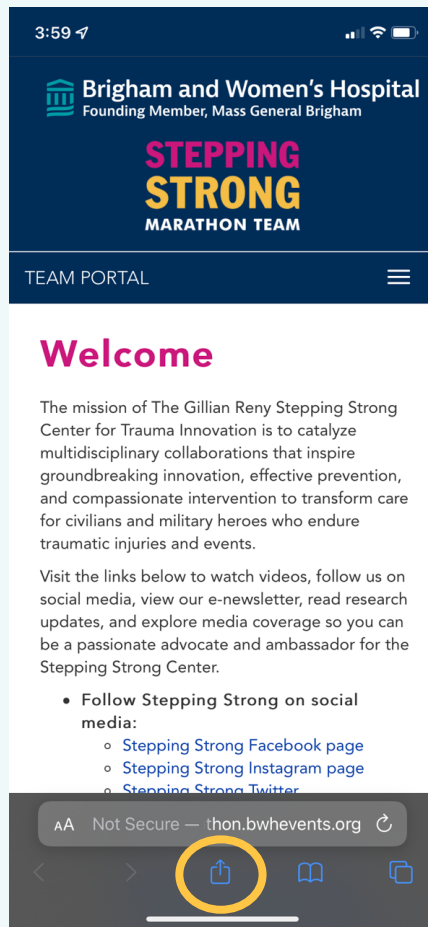 3:59
Brigham and Women's Hospital
Founding Member, Mass General Brigham
STEPPING
STRONG
MARATHON TEAM
TEAM PORTAL
Welcome
The mission of The Gillian Reny Stepping Strong
Center for Trauma Innovation is to catalyze
multidisciplinary collaborations that inspire
groundbreaking innovation, effective prevention,
and compassionate intervention to transform care
for civilians and military heroes who endure
traumatic injuries and events.
Visit the links below to watch videos, follow us on
social media, view our e-newsletter, read research
updates, and explore media coverage so you can
be a passionate advocate and ambassador for the
Stepping Strong Center.
• Follow Stepping Strong on social
media:
◦ Stepping Strong Facebook page
◦ Stepping Strong Instagram page
◦ Stepping Strong Twitter
AA Not Secure — thon.bwhevents.org